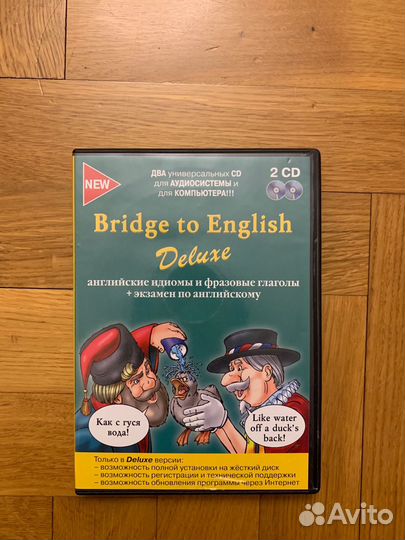 NEW
ДВА универсальных CD
для АУДИОСИСТЕМЫ и
для КОМПЬЮТЕРА!!!
2 CD
Bridge to English
Deluxe
английские идиомы и фразовые глаголы
+ экзамен по английскому
Как с гуся
вода!
Like water
off a duck's
back!
Только в Deluxe версии:
– возможность полной установки на жёсткий диск
– возможность регистрации и технической поддержки
– возможность обновления программы через Интернет
Avito